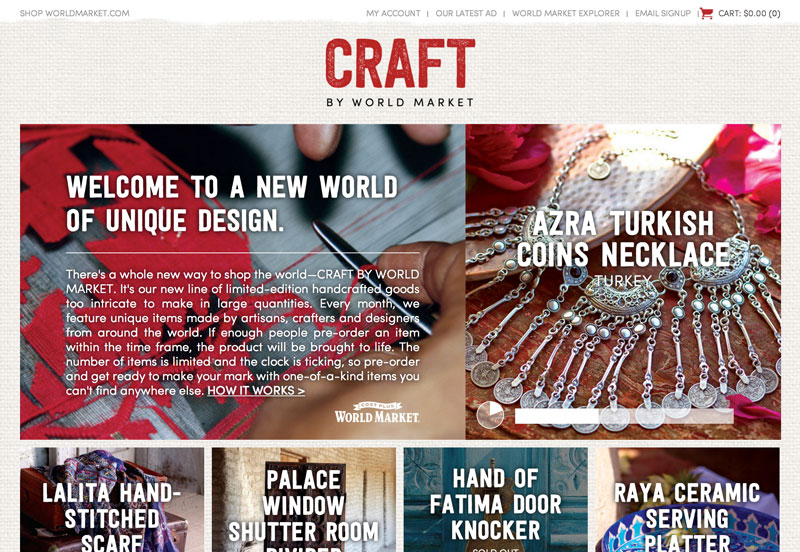 SHOP WORLDMARKET.COM
MY ACCOUNT | OUR LATEST AD | WORLD MARKET EXPLORER | EMAIL SIGNUP | CART: $0.00 (0)
CRAFT
BY WORLD MARKET
WELCOME TO A NEW WORLD
OF UNIQUE DESIGN.
There's a whole new way to shop the world—CRAFT BY WORLD
MARKET. It's our new line of limited-edition handcrafted goods
too intricate to make in large quantities. Every month, we
feature unique items made by artisans, crafters and designers
from around the world. If enough people pre-order an item
within the time frame, the product will be brought to life. The
number of items is limited and the clock is ticking, so pre-order
and get ready to make your mark with one-of-a-kind items you
can't find anywhere else. HOW IT WORKS >
COST PLUS
WORLD MARKET.
AZRA TURKISH
COINS NECKLACE
TURKEY
LALITA HAND-
STITCHED
SCARF
PALACE
WINDOW
SHUTTER ROOM
DIVIDER
HAND OF
FATIMA DOOR
KNOCKER
SOLD OUT
RAYA CERAMIC
SERVING
PLATTER